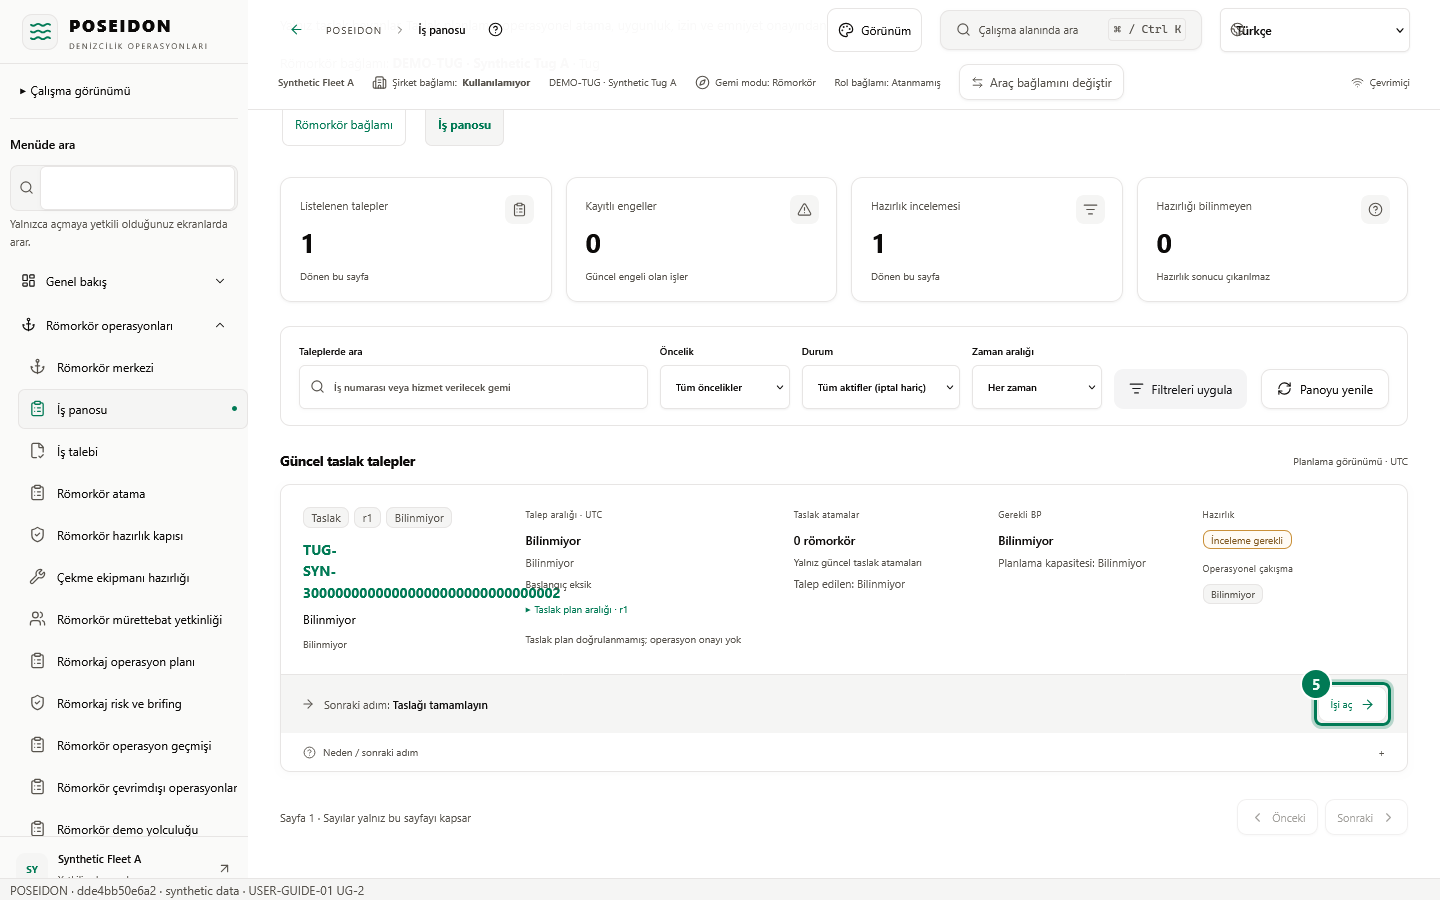 POSEIDON
DENİZCİLİK OPERASYONLARI
Çalışma görünümü
Menüde ara
Yalnızca açmaya yetkili olduğunuz ekranlarda arar.
Genel bakış
Römorkör operasyonları
Römorkör merkezi
İş panosu
İş talebi
Römorkör atama
Römorkör hazırlık kapısı
Çekme ekipmanı hazırlığı
Römorkör mürettebat yetkinliği
Römorkaj operasyon planı
Römorkaj risk ve brifing
Römorkör operasyon geçmişi
Römorkör çevrimdışı operasyonlar
Römorkör demo yolculuğu
SY
Synthetic Fleet A
POSEIDON
İş panosu
Görünüm
Çalışma alanında ara
⌘ / Ctrl K
Türkçe
Synthetic Fleet A
Şirket bağlamı: Kullanılamıyor
DEMO-TUG · Synthetic Tug A
Gemi modu: Römorkör
Rol bağlamı: Atanmamış
Araç bağlamını değiştir
Çevrimiçi
Römorkör bağlamı
İş panosu
Listelenen talepler
1
Dönen bu sayfa
Kayıtlı engeller
0
Güncel engeli olan işler
Hazırlık incelemesi
1
Dönen bu sayfa
Hazırlığı bilinmeyen
0
Hazırlık sonucu çıkarılmaz
Taleplerde ara
İş numarası veya hizmet verilecek gemi
Öncelik
Tüm öncelikler
Durum
Tüm aktifler (iptal hariç)
Zaman aralığı
Her zaman
Filtreleri uygula
Panoyu yenile
Güncel taslak talepler
Planlama görünümü · UTC
Taslak
r1
Bilinmiyor
TUG-
SYN-
30000000000000000000000000000002
Bilinmiyor
Bilinmiyor
Talep aralığı · UTC
Bilinmiyor
Bilinmiyor
Başlangıç eksik
Taslak plan aralığı · r1
Taslak plan doğrulanmamış; operasyon onayı yok
Taslak atamalar
0 römorkör
Yalnız güncel taslak atamaları
Talep edilen: Bilinmiyor
Gerekli BP
Bilinmiyor
Planlama kapasitesi: Bilinmiyor
Hazırlık
İnceleme gerekli
Operasyonel çakışma
Bilinmiyor
Sonraki adım: Taslağı tamamlayın
5
İşi aç
Neden / sonraki adım
+
Sayfa 1 · Sayılar yalnız bu sayfayı kapsar
Önceki
Sonraki
POSEIDON · dde4bb50e6a2 · synthetic data · USER-GUIDE-01 UG-2